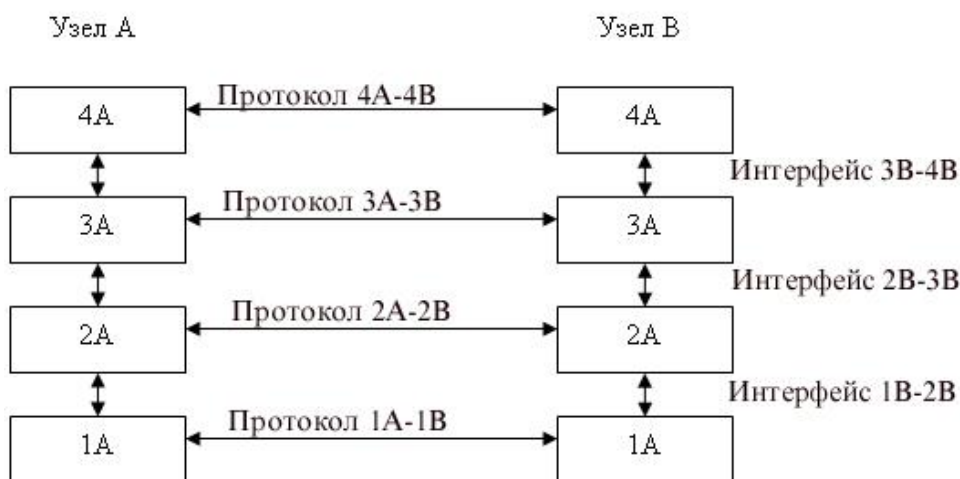 Узел А
Узел В
4А
Протокол 4А-4В
4А
Интерфейс 3В-4В
3А
Протокол 3А-3В
3А
Интерфейс 2В-3В
2А
Протокол 2А-2В
2А
Интерфейс 1В-2В
1А
Протокол 1А-1В
1А